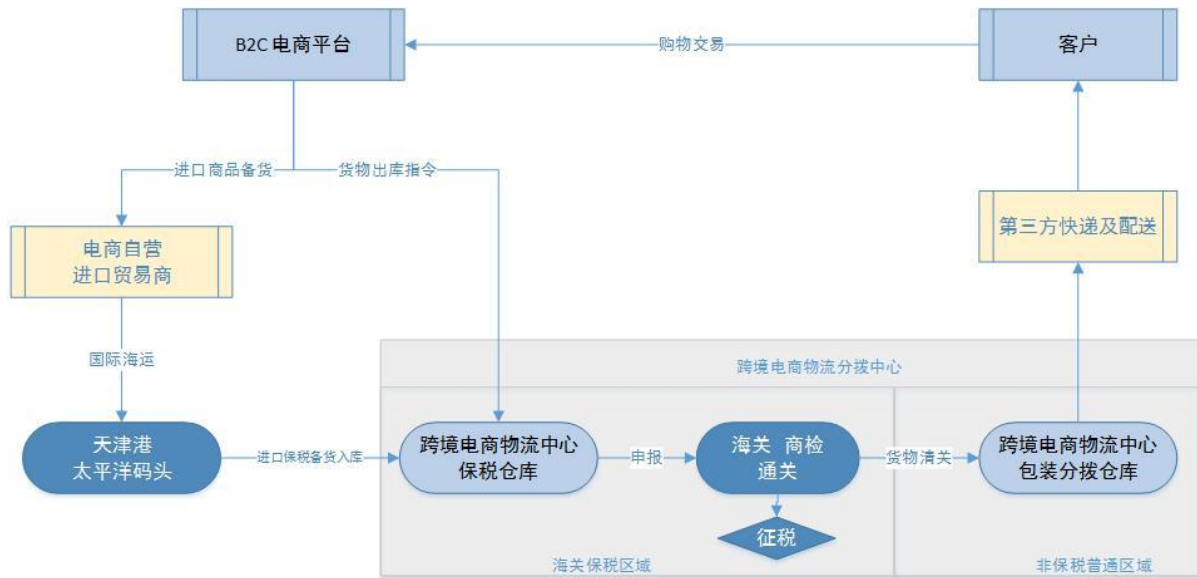 B2C 电商平台
购物交易
客户
进口商品备货
货物出库指令
电商自营
进口贸易商
第三方快递及配送
国际海运
跨境电商物流分拨中心
天津港
太平洋码头
进口保税备货入库
跨境电商物流中心
保税仓库
申报
海关 商检
通关
货物清关
跨境电商物流中心
包装分拨仓库
征税
海关保税区域
非保税普通区域